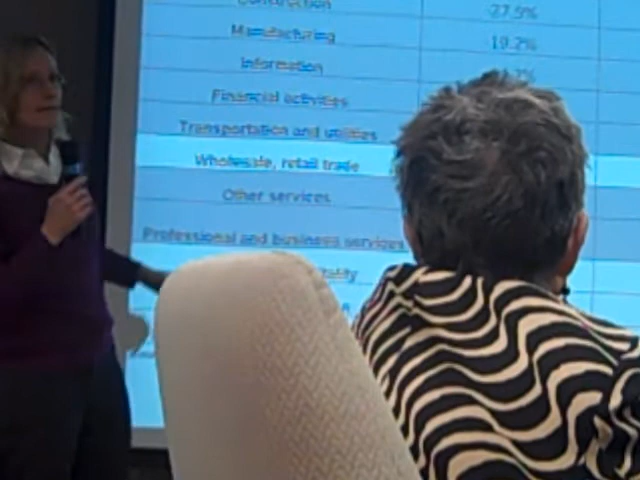 Construction
-27.5%
Manufacturing
-19.2%
Information
Financial activities
Transportation and utilities
Wholesale, retail trade
Other services
Professional and business services